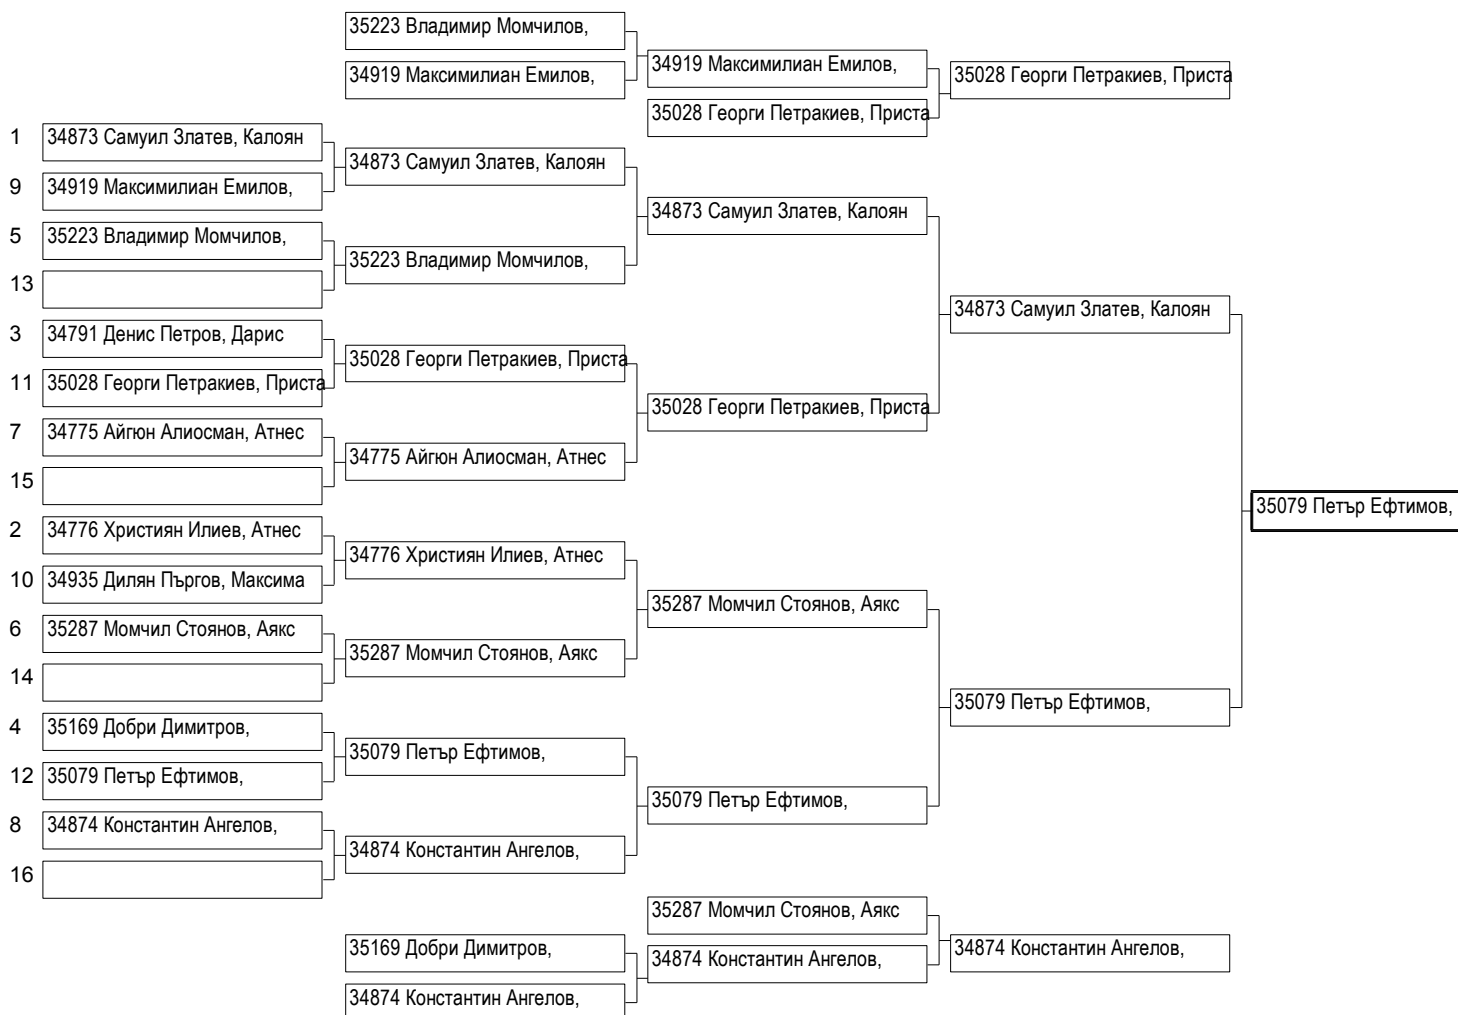 35223 Владимир Момчилов,
34919 Максимилиан Емилов,
34919 Максимилиан Емилов,
35028 Георги Петракиев, Приста
35028 Георги Петракиев, Приста
1 34873 Самуил Златев, Калоян
9 34919 Максимилиан Емилов,
5 35223 Владимир Момчилов,
13
3 34791 Денис Петров, Дарис
11 35028 Георги Петракиев, Приста
7 34775 Айгюн Алиосман, Атнес
15
2 34776 Християн Илиев, Атнес
10 34935 Дилян Пъргов, Максима
6 35287 Момчил Стоянов, Аякс
14
4 35169 Добри Димитров,
12 35079 Петър Ефтимов,
8 34874 Константин Ангелов,
16
34873 Самуил Златев, Калоян
35223 Владимир Момчилов,
35028 Георги Петракиев, Приста
34775 Айгюн Алиосман, Атнес
34776 Християн Илиев, Атнес
35287 Момчил Стоянов, Аякс
35079 Петър Ефтимов,
34874 Константин Ангелов,
34873 Самуил Златев, Калоян
35028 Георги Петракиев, Приста
35287 Момчил Стоянов, Аякс
35079 Петър Ефтимов,
34873 Самуил Златев, Калоян
35079 Петър Ефтимов,
35079 Петър Ефтимов,
35169 Добри Димитров,
34874 Константин Ангелов,
35287 Момчил Стоянов, Аякс
34874 Константин Ангелов,
34874 Константин Ангелов,